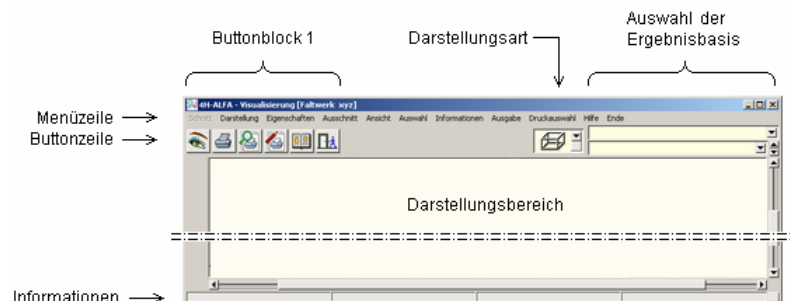 Auswahl der
Buttonblock 1 Darstellungsart Ergebnisbasis
4H-ALFA - Visualisierung [Faltwerk xyz]
Menüzeile Schnitt Darstellung Eigenschaften Ausschnitt Ansicht Auswahl Informationen Ausgabe Druckauswahl Hilfe Ende
Buttonzeile
Darstellungsbereich
Informationen